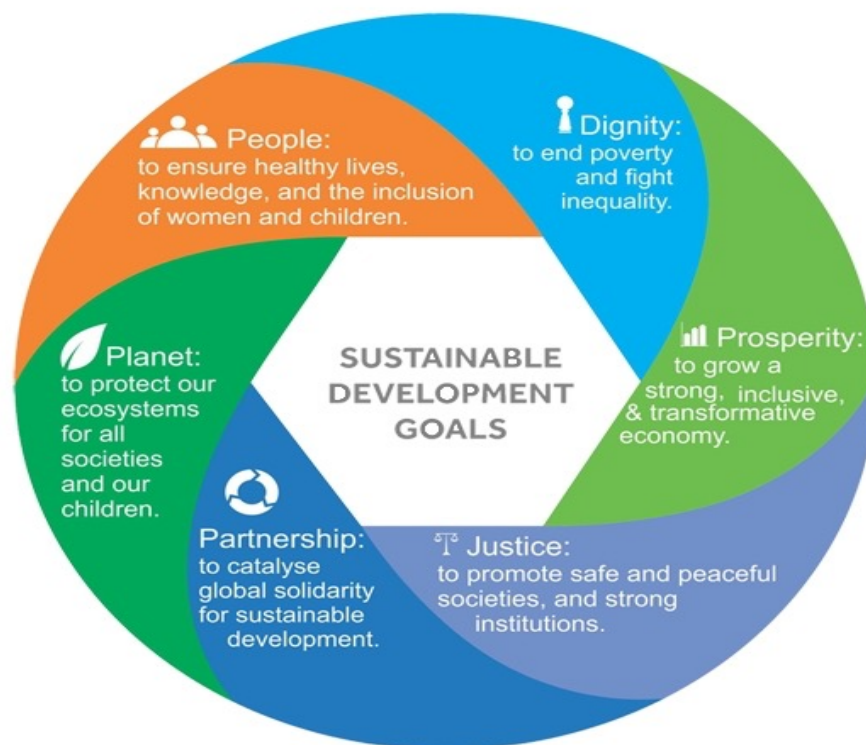 People:
to ensure healthy lives,
knowledge, and the inclusion
of women and children.
Dignity:
to end poverty
and fight
inequality.
Planet:
to protect our
ecosystems
for all
societies
and our
children.
SUSTAINABLE
DEVELOPMENT
GOALS
Prosperity:
to grow a
strong, inclusive,
& transformative
economy.
Partnership:
to catalyse
global solidarity
for sustainable
development.
Justice:
to promote safe and peaceful
societies, and strong
institutions.